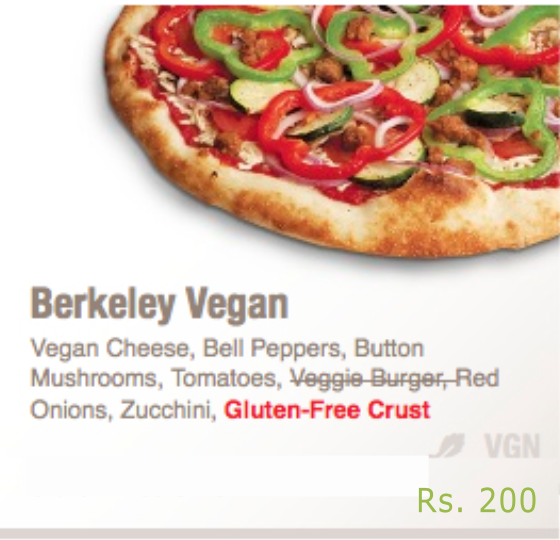 Berkeley Vegan
Vegan Cheese, Bell Peppers, Button
Mushrooms, Tomatoes, Veggie Burger, Red
Onions, Zucchini, Gluten-Free Crust
VGN
Rs. 200